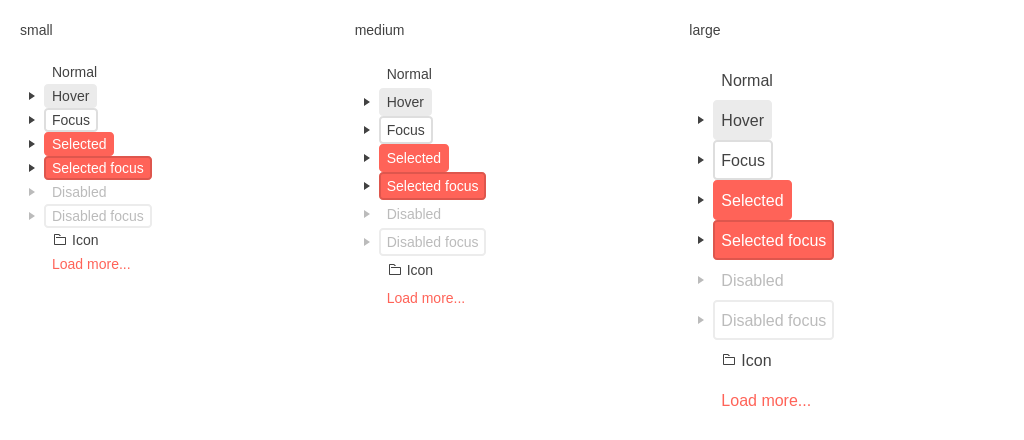 small
Normal
Hover
Focus
Selected
Selected focus
Disabled
Disabled focus
Icon
Load more...
medium
Normal
Hover
Focus
Selected
Selected focus
Disabled
Disabled focus
Icon
Load more...
large
Normal
Hover
Focus
Selected
Selected focus
Disabled
Disabled focus
Icon
Load more...